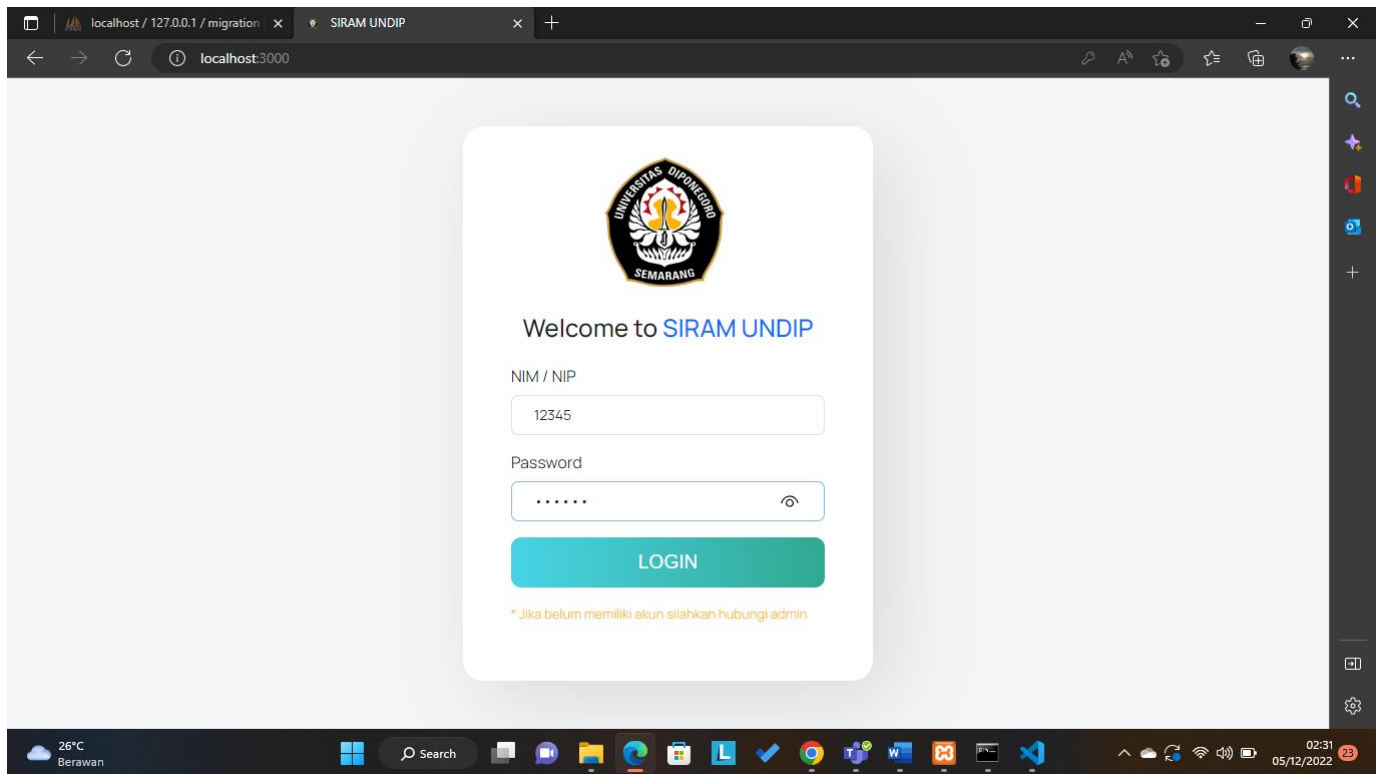 localhost / 127.0.0.1 / migration
SIRAM UNDIP
localhost:3000
UNIVERSITAS DIPONEGORO
SEMARANG
Welcome to SIRAM UNDIP
NIM / NIP
12345
Password
······
LOGIN
* Jika belum memiliki akun silahkan hubungi admin
26°C
Berawan
Search
02:31
05/12/2022
23